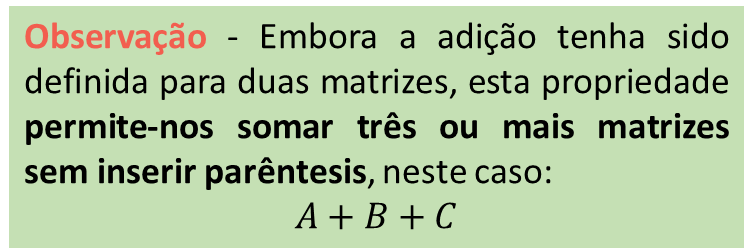 Observação - Embora a adição tenha sido
definida para duas matrizes, esta propriedade
permite-nos somar três ou mais matrizes
sem inserir parêntesis, neste caso:
A + B + C